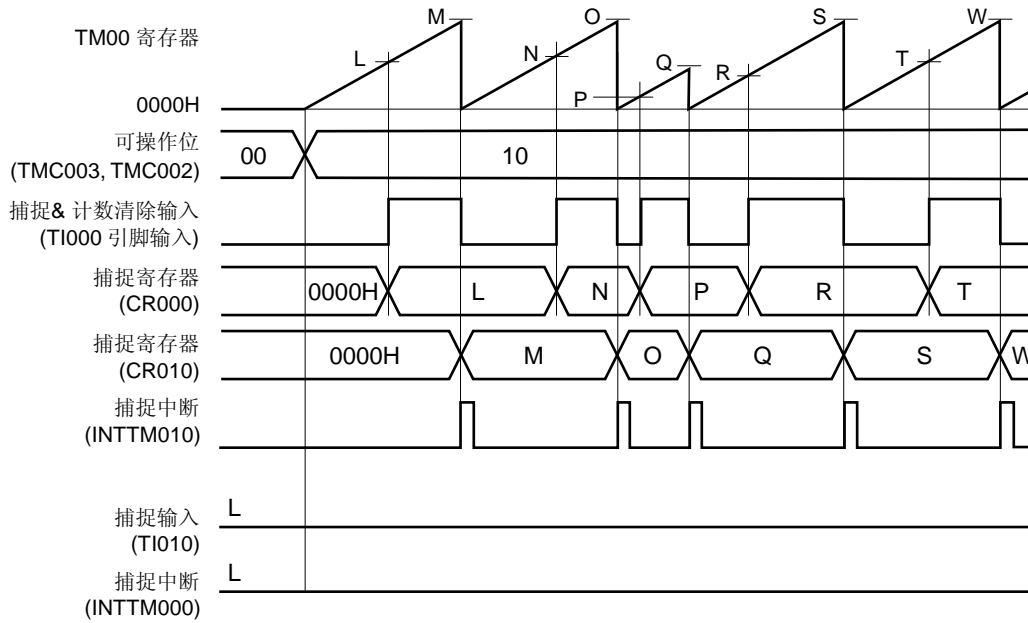 M
O
S
W
TM00 寄存器
L
N
Q
R
T
P
0000H
可操作位
(TMC003, TMC002)
00
10
捕捉& 计数清除输入
(TI000 引脚输入)
捕捉寄存器
(CR000)
0000H
L
N
P
R
T
捕捉寄存器
(CR010)
0000H
M
O
Q
S
W
捕捉中断
(INTTM010)
L
捕捉输入
(TI010)
L
捕捉中断
(INTTM000)